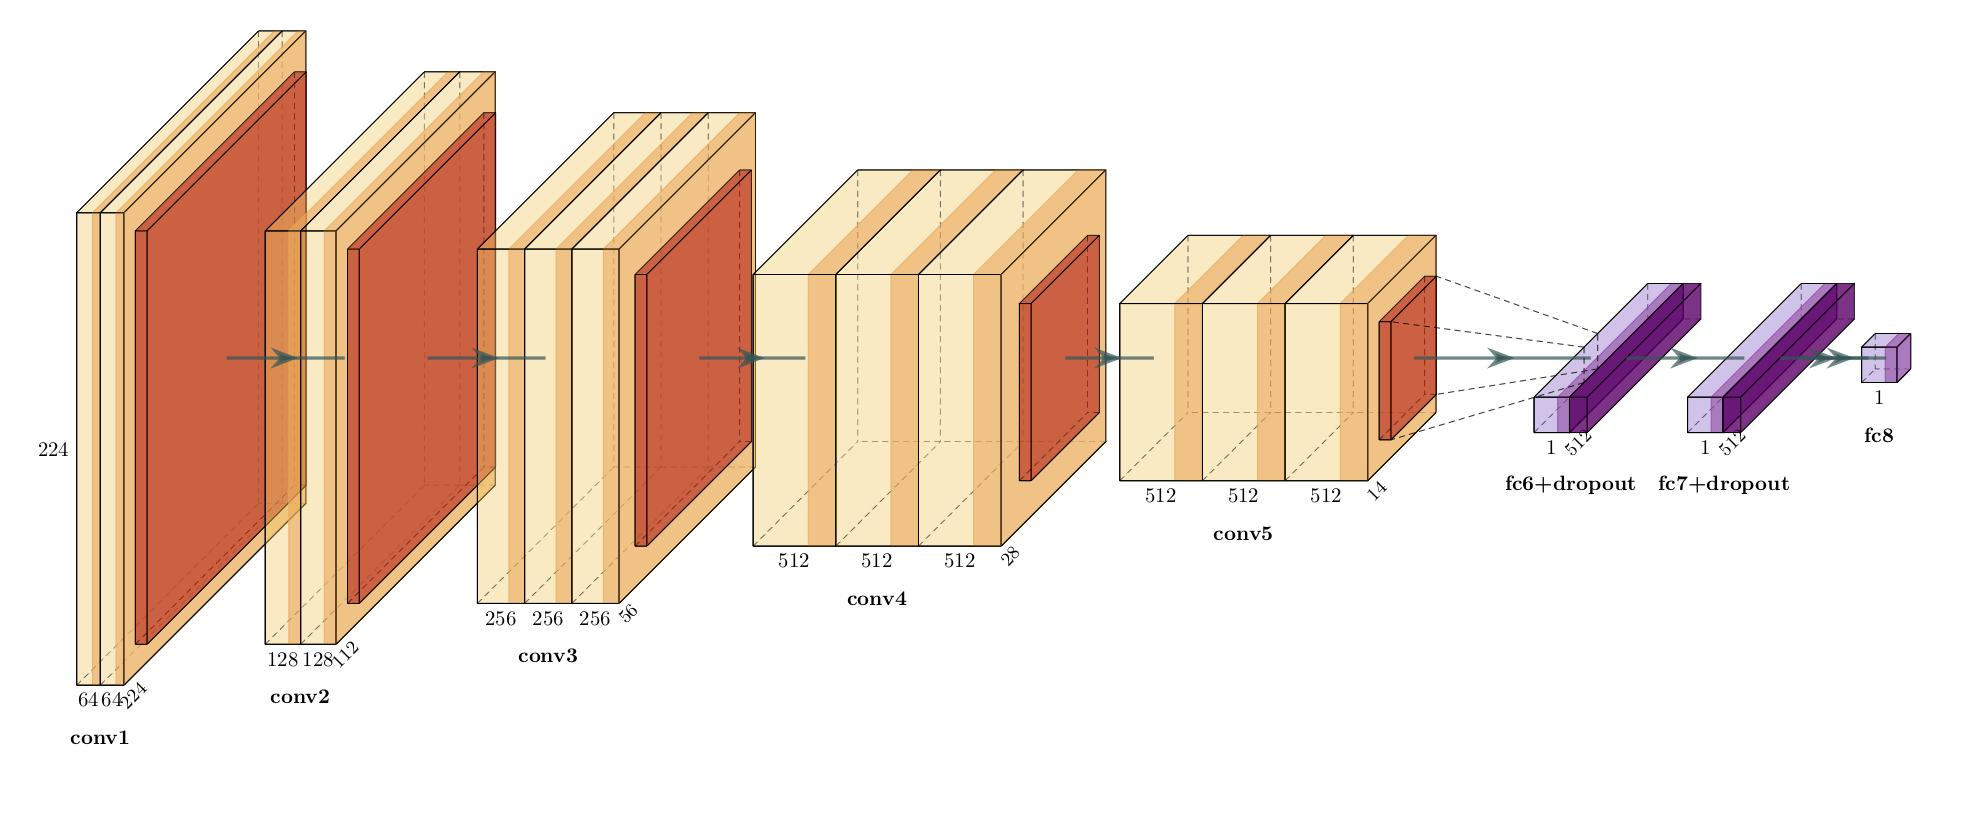 224
64 64 224
conv1
128 128 112
conv2
256 256 256 56
conv3
512 512 512 28
conv4
512 512 512 14
conv5
1 512
fc6+dropout
1 512
fc7+dropout
1
fc8